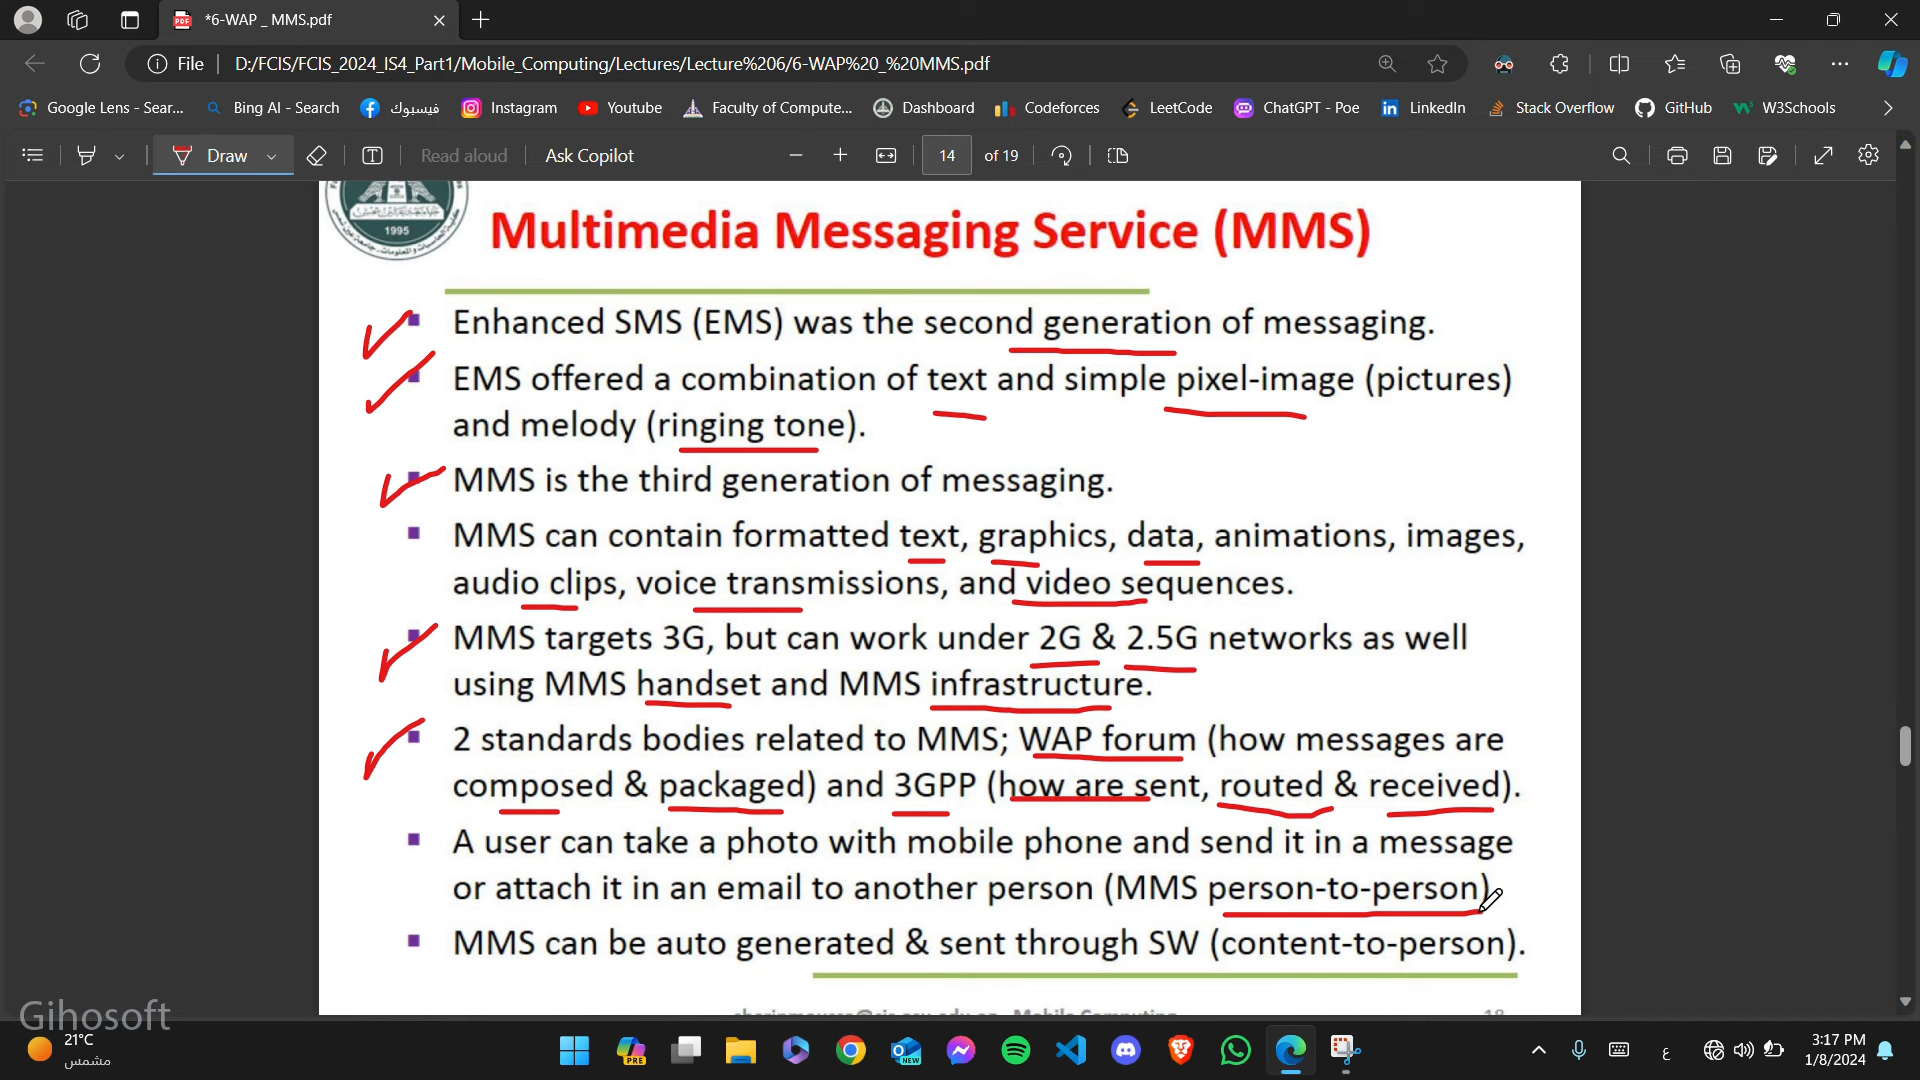 *6-WAP _ MMS.pdf
File
D:/FCIS/FCIS_2024_IS4_Part1/Mobile_Computing/Lectures/Lecture%206/6-WAP%20_%20MMS.pdf
Google Lens - Sear...
Bing AI - Search
فيسبوك
Instagram
Youtube
Faculty of Compute...
Dashboard
Codeforces
LeetCode
ChatGPT - Poe
LinkedIn
Stack Overflow
GitHub
W3Schools
Draw
Read aloud
Ask Copilot
14 of 19
1995
Multimedia Messaging Service (MMS)
Enhanced SMS (EMS) was the second generation of messaging.
EMS offered a combination of text and simple pixel-image (pictures)
and melody (ringing tone).
MMS is the third generation of messaging.
MMS can contain formatted text, graphics, data, animations, images,
audio clips, voice transmissions, and video sequences.
MMS targets 3G, but can work under 2G & 2.5G networks as well
using MMS handset and MMS infrastructure.
2 standards bodies related to MMS; WAP forum (how messages are
composed & packaged) and 3GPP (how are sent, routed & received).
A user can take a photo with mobile phone and send it in a message
or attach it in an email to another person (MMS person-to-person)
MMS can be auto generated & sent through SW (content-to-person).
Mobile Computing
18
Gihosoft
21°C
مشمس
PRE
NEW
ع
3:17 PM
1/8/2024